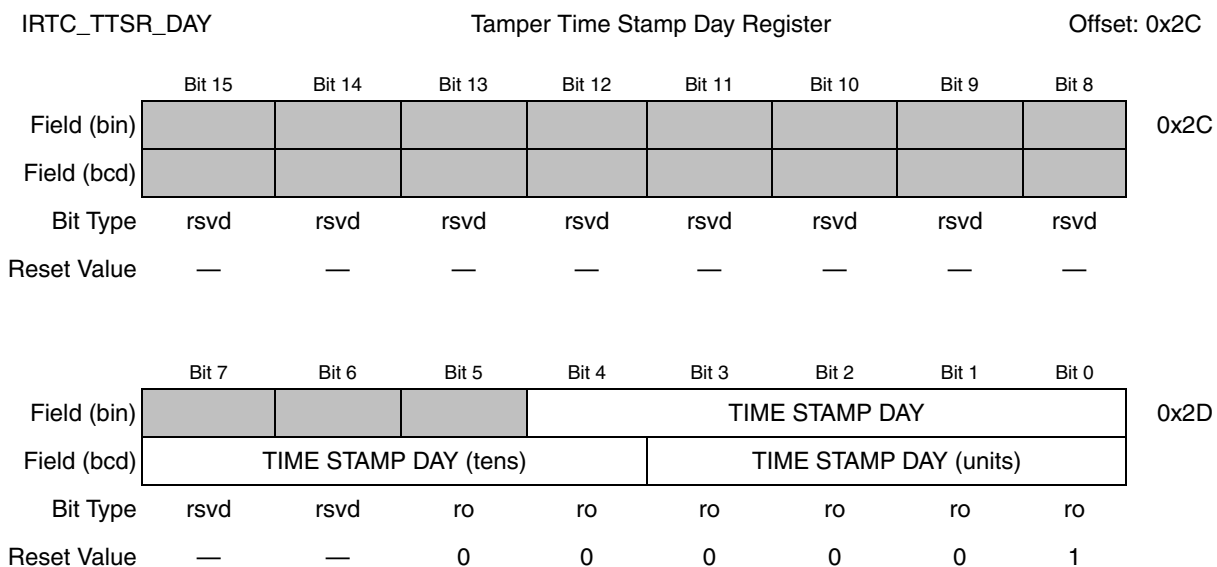 IRTC_TTSR_DAY Tamper Time Stamp Day Register Offset: 0x2C
Bit 15 Bit 14 Bit 13 Bit 12 Bit 11 Bit 10 Bit 9 Bit 8
Field (bin) 0x2C
Field (bcd)
Bit Type rsvd rsvd rsvd rsvd rsvd rsvd rsvd rsvd
Reset Value — — — — — — — —
Bit 7 Bit 6 Bit 5 Bit 4 Bit 3 Bit 2 Bit 1 Bit 0
Field (bin) TIME STAMP DAY 0x2D
Field (bcd) TIME STAMP DAY (tens) TIME STAMP DAY (units)
Bit Type rsvd rsvd ro ro ro ro ro ro
Reset Value — — 0 0 0 0 0 1